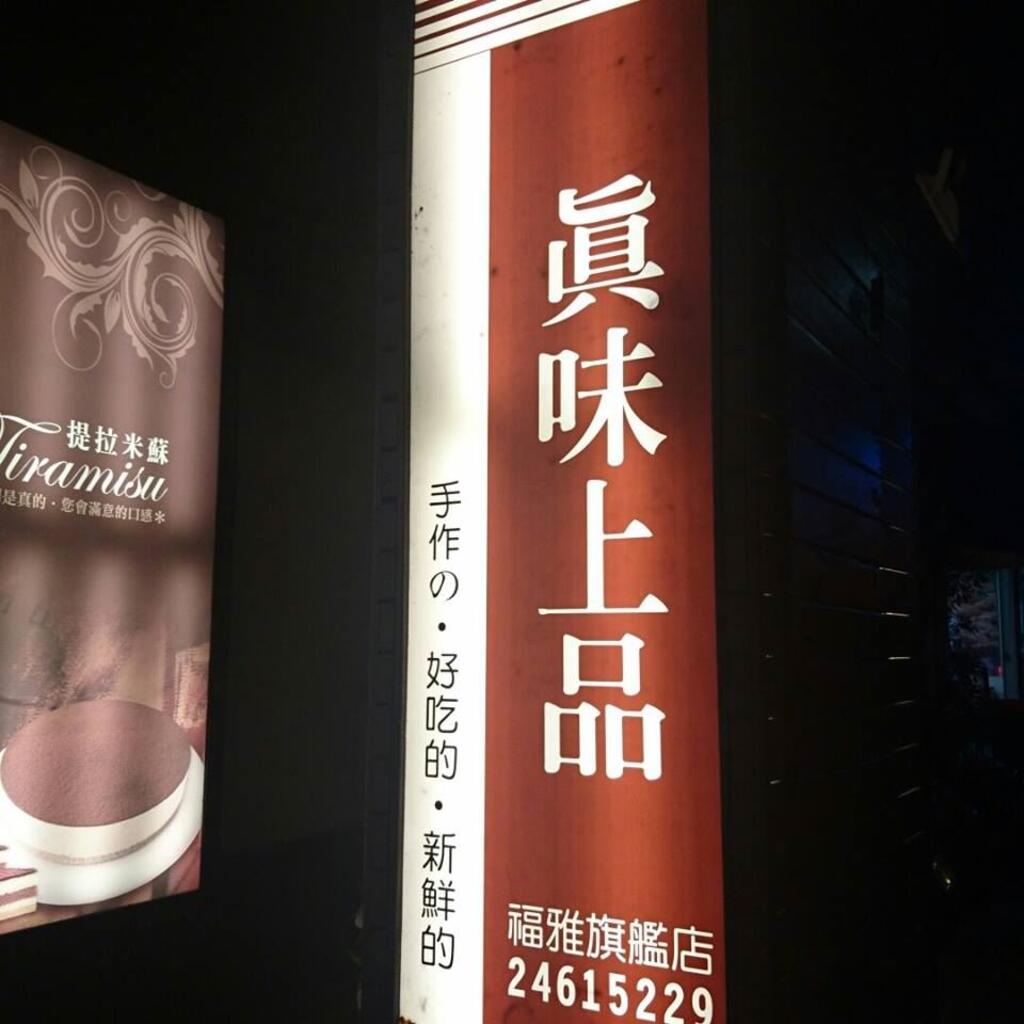 提拉米蘇
Tiramisu
是真的・您會滿意的口感＊
手作の・好吃的・新鮮的
眞味上品
福雅旗艦店
24615229